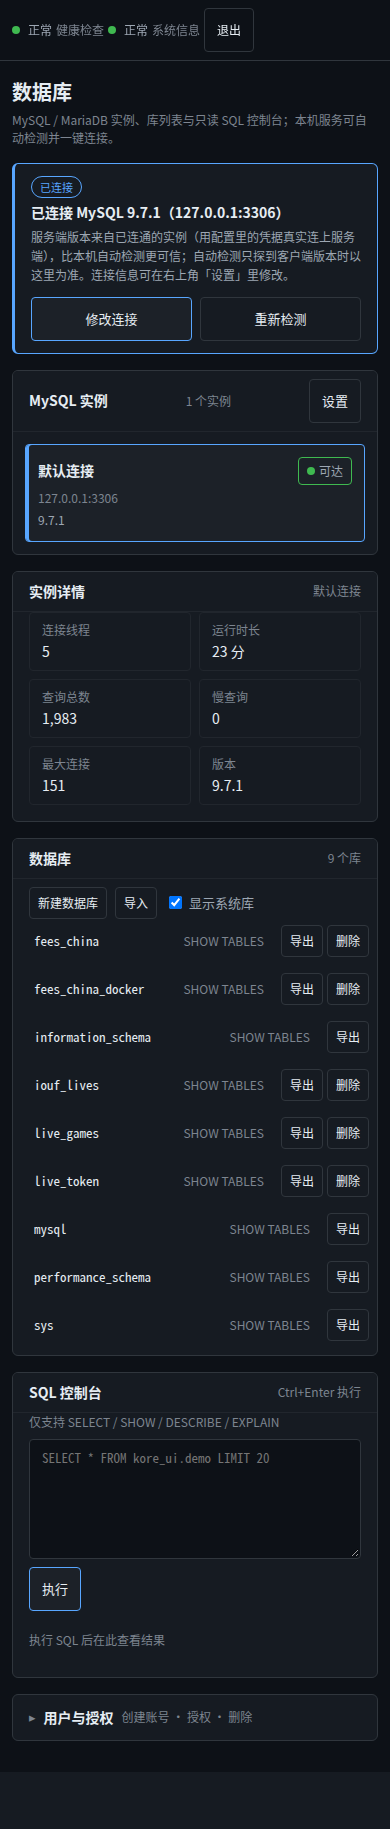 正常 健康检查 正常 系统信息 退出
数据库
MySQL / MariaDB 实例、库列表与只读 SQL 控制台；本机服务可自
动检测并一键连接。
已连接
已连接 MySQL 9.7.1（127.0.0.1:3306）
服务端版本来自已连通的实例（用配置里的凭据真实连上服务
端），比本机自动检测更可信；自动检测只探到客户端版本时以
这里为准。连接信息可在右上角「设置」里修改。
修改连接 重新检测
MySQL 实例 1 个实例 设置
默认连接 可达
127.0.0.1:3306
9.7.1
实例详情 默认连接
连接线程 运行时长
5 23 分
查询总数 慢查询
1,983 0
最大连接 版本
151 9.7.1
数据库 9 个库
新建数据库 导入 显示系统库
fees_china SHOW TABLES 导出 删除
fees_china_docker SHOW TABLES 导出 删除
information_schema SHOW TABLES 导出
iouf_lives SHOW TABLES 导出 删除
live_games SHOW TABLES 导出 删除
live_token SHOW TABLES 导出 删除
mysql SHOW TABLES 导出
performance_schema SHOW TABLES 导出
sys SHOW TABLES 导出
SQL 控制台 Ctrl+Enter 执行
仅支持 SELECT / SHOW / DESCRIBE / EXPLAIN
SELECT * FROM kore_ui.demo LIMIT 20
执行
执行 SQL 后在此查看结果
▸ 用户与授权 创建账号 · 授权 · 删除